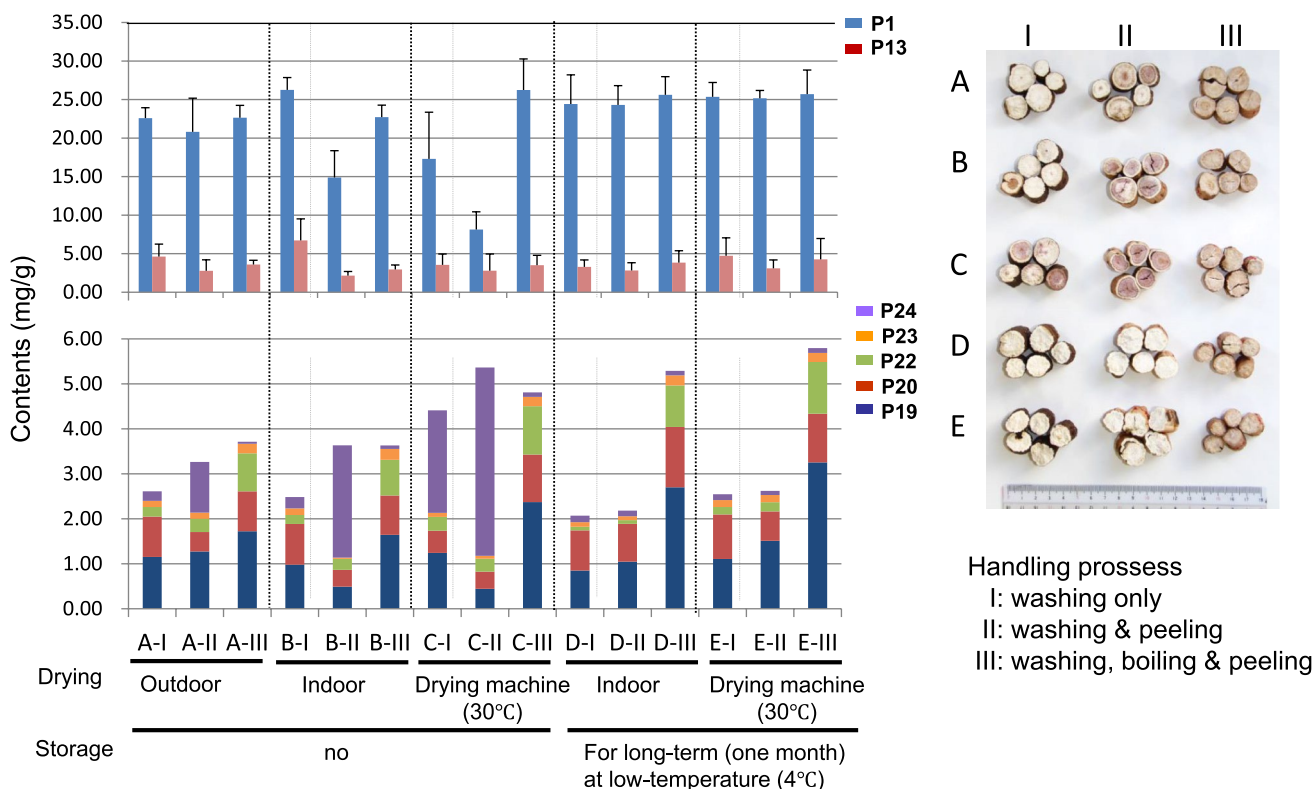 Contents (mg/g)
35.00
30.00
25.00
20.00
15.00
10.00
5.00
0.00
P1
P13
6.00
5.00
4.00
3.00
2.00
1.00
0.00
P24
P23
P22
P20
P19
A-I A-II A-III B-I B-II B-III C-I C-II C-III D-I D-II D-III E-I E-II E-III
Drying
Outdoor
Indoor
Drying machine
(30℃)
Indoor
Drying machine
(30℃)
Storage
no
For long-term (one month)
at low-temperature (4℃)
I II III
A
B
C
D
E
Handling prossess
I: washing only
II: washing & peeling
III: washing, boiling & peeling